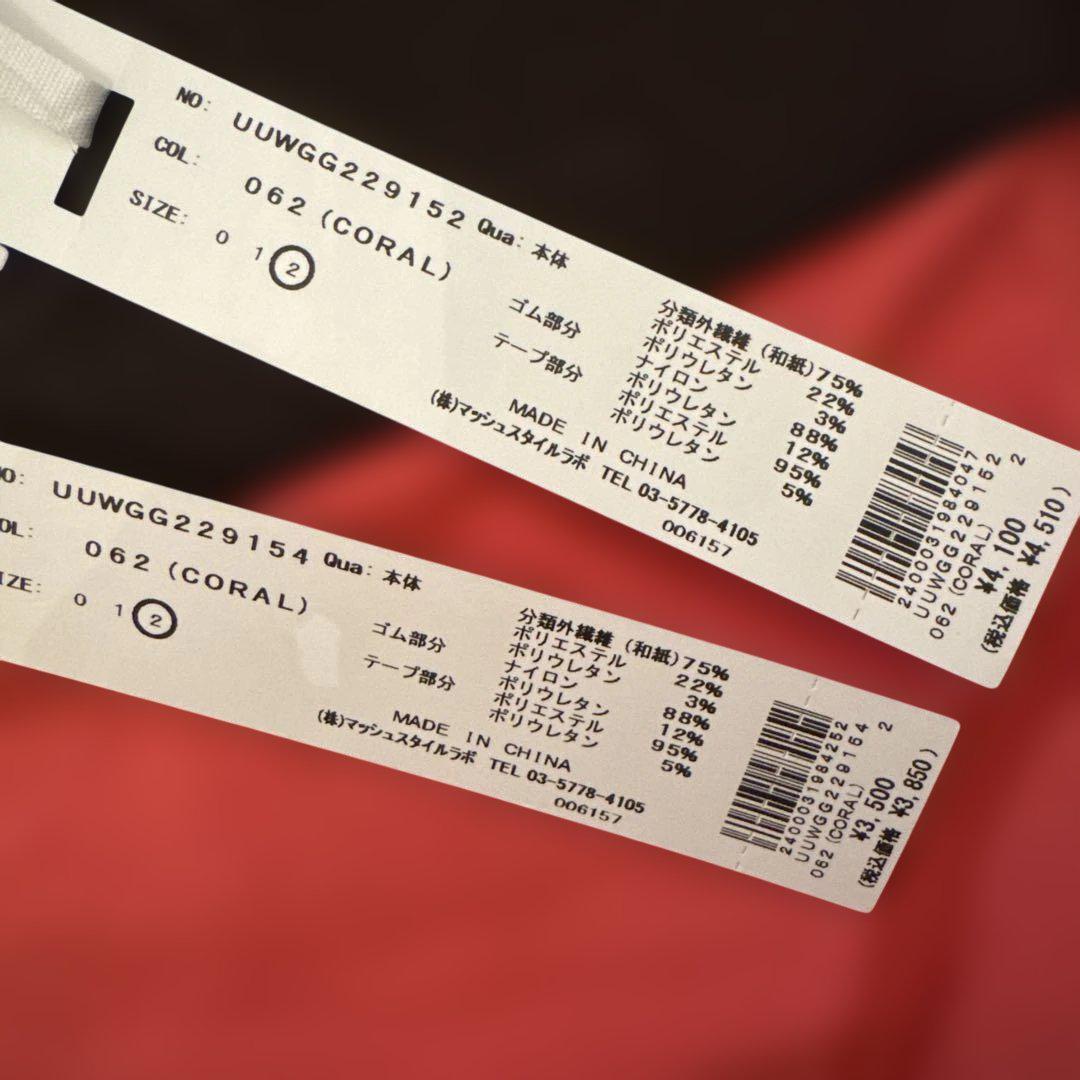 NO: UUWGG229152 Qua: 本体
COL: 062 (CORAL)
SIZE: 0 1 2
分類外繊維 (和紙) 75%
ポリエステル 22%
ポリウレタン 3%
ゴム部分 ナイロン 88%
ポリウレタン 12%
テープ部分 ポリエステル 95%
ポリウレタン 5%
MADE IN CHINA
(株)マッシュスタイルラボ TEL 03-5778-4105
006157
2400031984047
UUWGG229152 2
062 (CORAL)
¥4,100
(税込価格 ¥4,510)
NO: UUWGG229154 Qua: 本体
OL: 062 (CORAL)
IZE: 0 1 2
分類外繊維 (和紙) 75%
ポリエステル 22%
ポリウレタン 3%
ゴム部分 ナイロン 88%
ポリウレタン 12%
テープ部分 ポリエステル 95%
ポリウレタン 5%
MADE IN CHINA
(株)マッシュスタイルラボ TEL 03-5778-4105
006157
2400031984252
UUWGG229154 2
062 (CORAL)
¥3,500
(税込価格 ¥3,850)